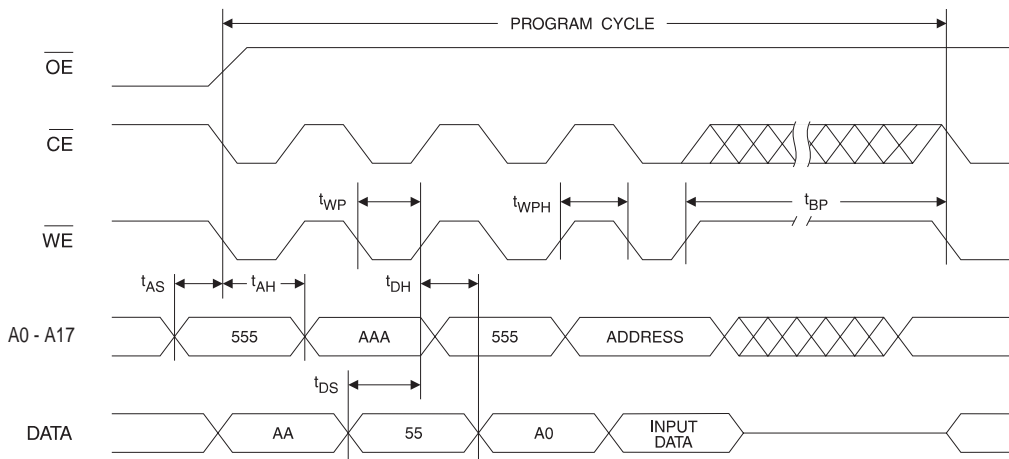 PROGRAM CYCLE
OE
CE
tWP
tWPH
tBP
WE
tAS
tAH
tDH
A0 - A17
555
AAA
555
ADDRESS
tDS
DATA
AA
55
A0
INPUT
DATA